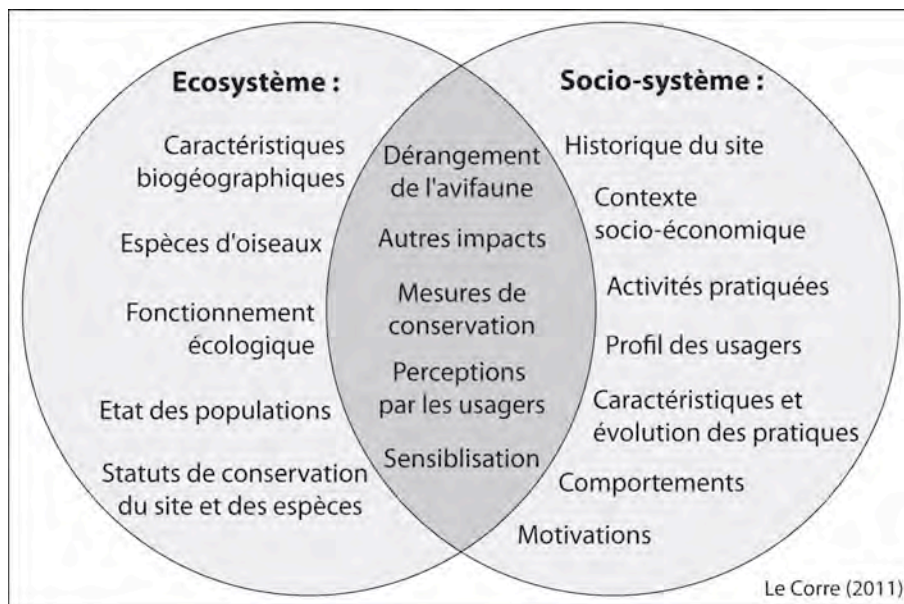 Ecosystème :
Caractéristiques
biogéographiques
Espèces d'oiseaux
Fonctionnement
écologique
Etat des populations
Statuts de conservation
du site et des espèces
Dérangement
de l'avifaune
Autres impacts
Mesures de
conservation
Perceptions
par les usagers
Sensiblisation
Socio-système :
Historique du site
Contexte
socio-économique
Activités pratiquées
Profil des usagers
Caractéristiques et
évolution des pratiques
Comportements
Motivations
Le Corre (2011)